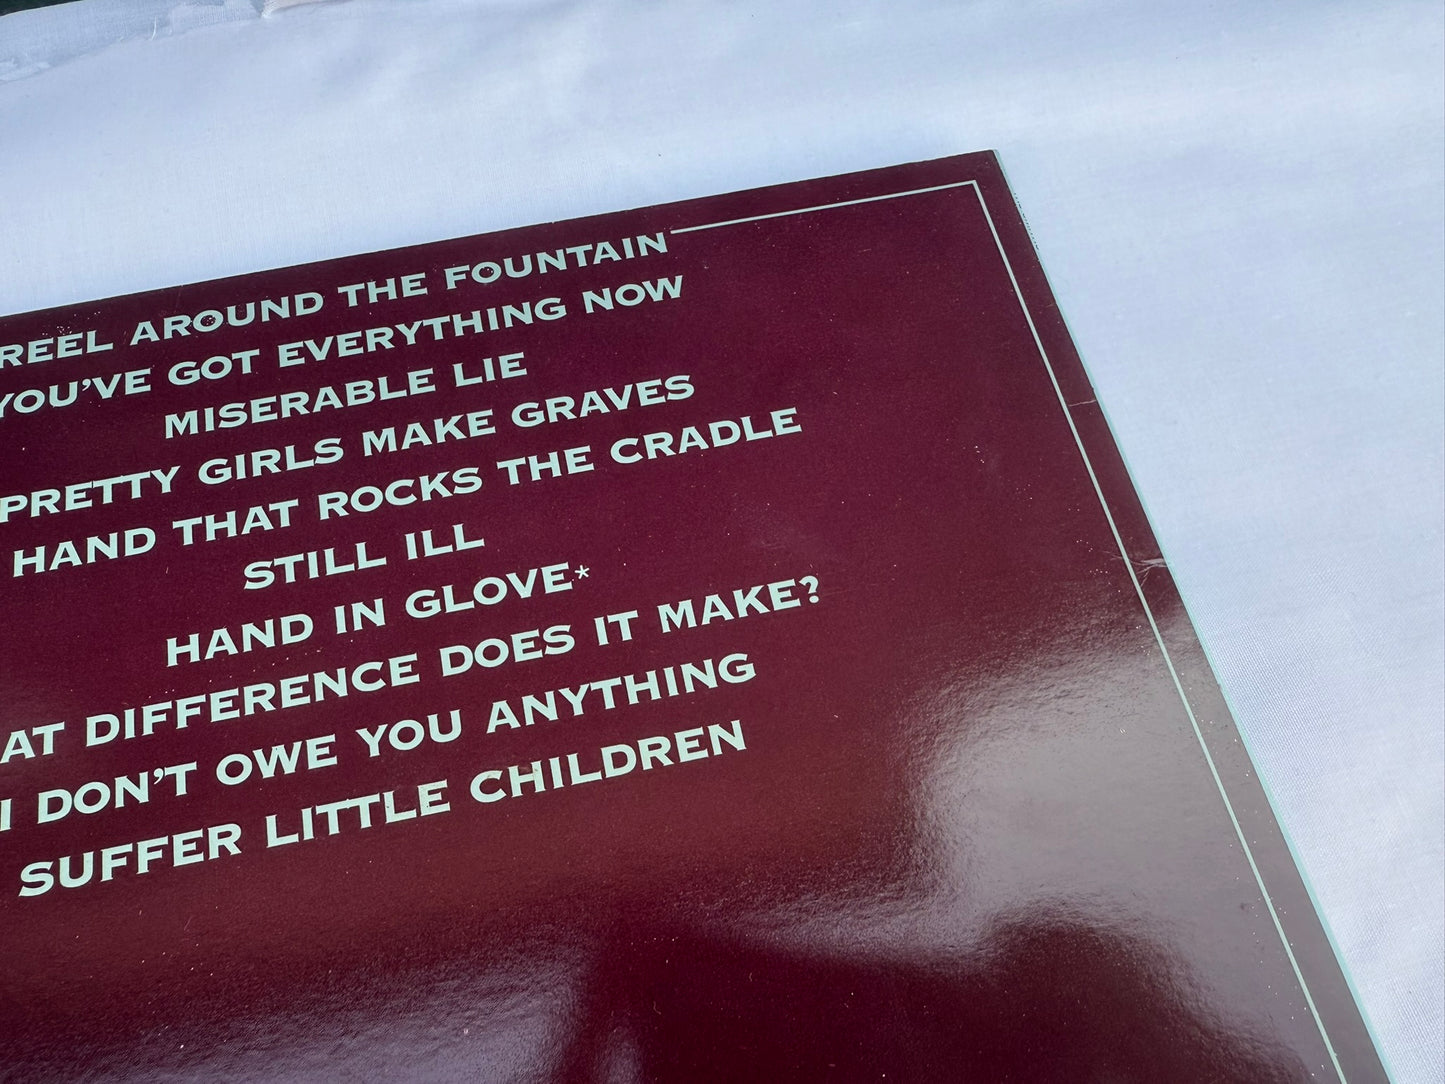 REEL AROUND THE FOUNTAIN
YOU'VE GOT EVERYTHING NOW
MISERABLE LIE
PRETTY GIRLS MAKE GRAVES
HAND THAT ROCKS THE CRADLE
STILL ILL
HAND IN GLOVE*
AT DIFFERENCE DOES IT MAKE?
I DON'T OWE YOU ANYTHING
SUFFER LITTLE CHILDREN